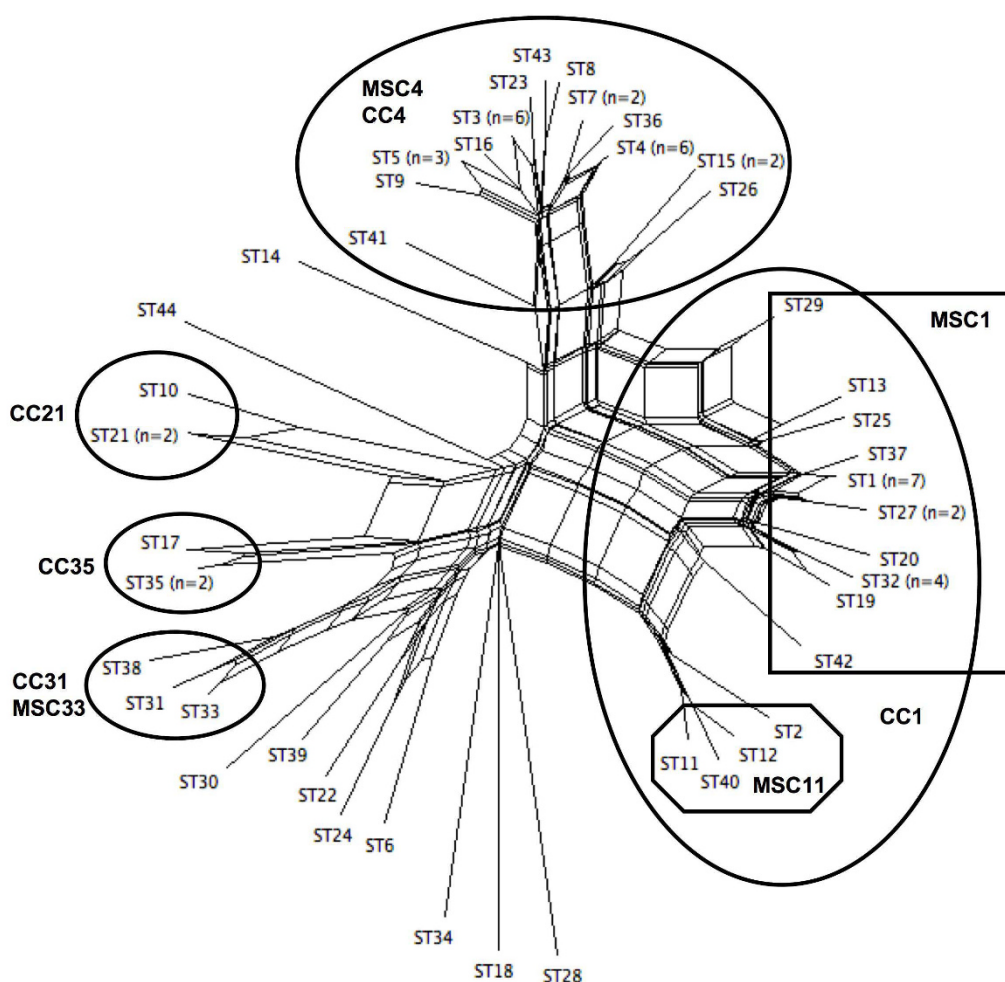 ST43
ST8
MSC4
ST23
CC4
ST7 (n=2)
ST3 (n=6)
ST36
ST16
ST4 (n=6)
ST5 (n=3)
ST15 (n=2)
ST9
ST26
ST41
ST14
ST29
MSC1
ST44
ST13
ST10
CC21
ST25
ST21 (n=2)
ST37
ST1 (n=7)
ST27 (n=2)
ST17
ST20
CC35
ST35 (n=2)
ST32 (n=4)
ST19
ST42
ST38
CC31
ST31
ST33
MSC33
CC1
ST2
ST39
ST12
ST11
ST30
ST40
MSC11
ST22
ST24
ST6
ST34
ST18
ST28